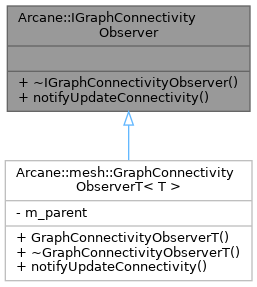 Arcane::IGraphConnectivity
Observer
+ ~IGraphConnectivityObserver()
+ notifyUpdateConnectivity()
Arcane::mesh::GraphConnectivity
ObserverT< T >
- m_parent
+ GraphConnectivityObserverT()
+ ~GraphConnectivityObserverT()
+ notifyUpdateConnectivity()